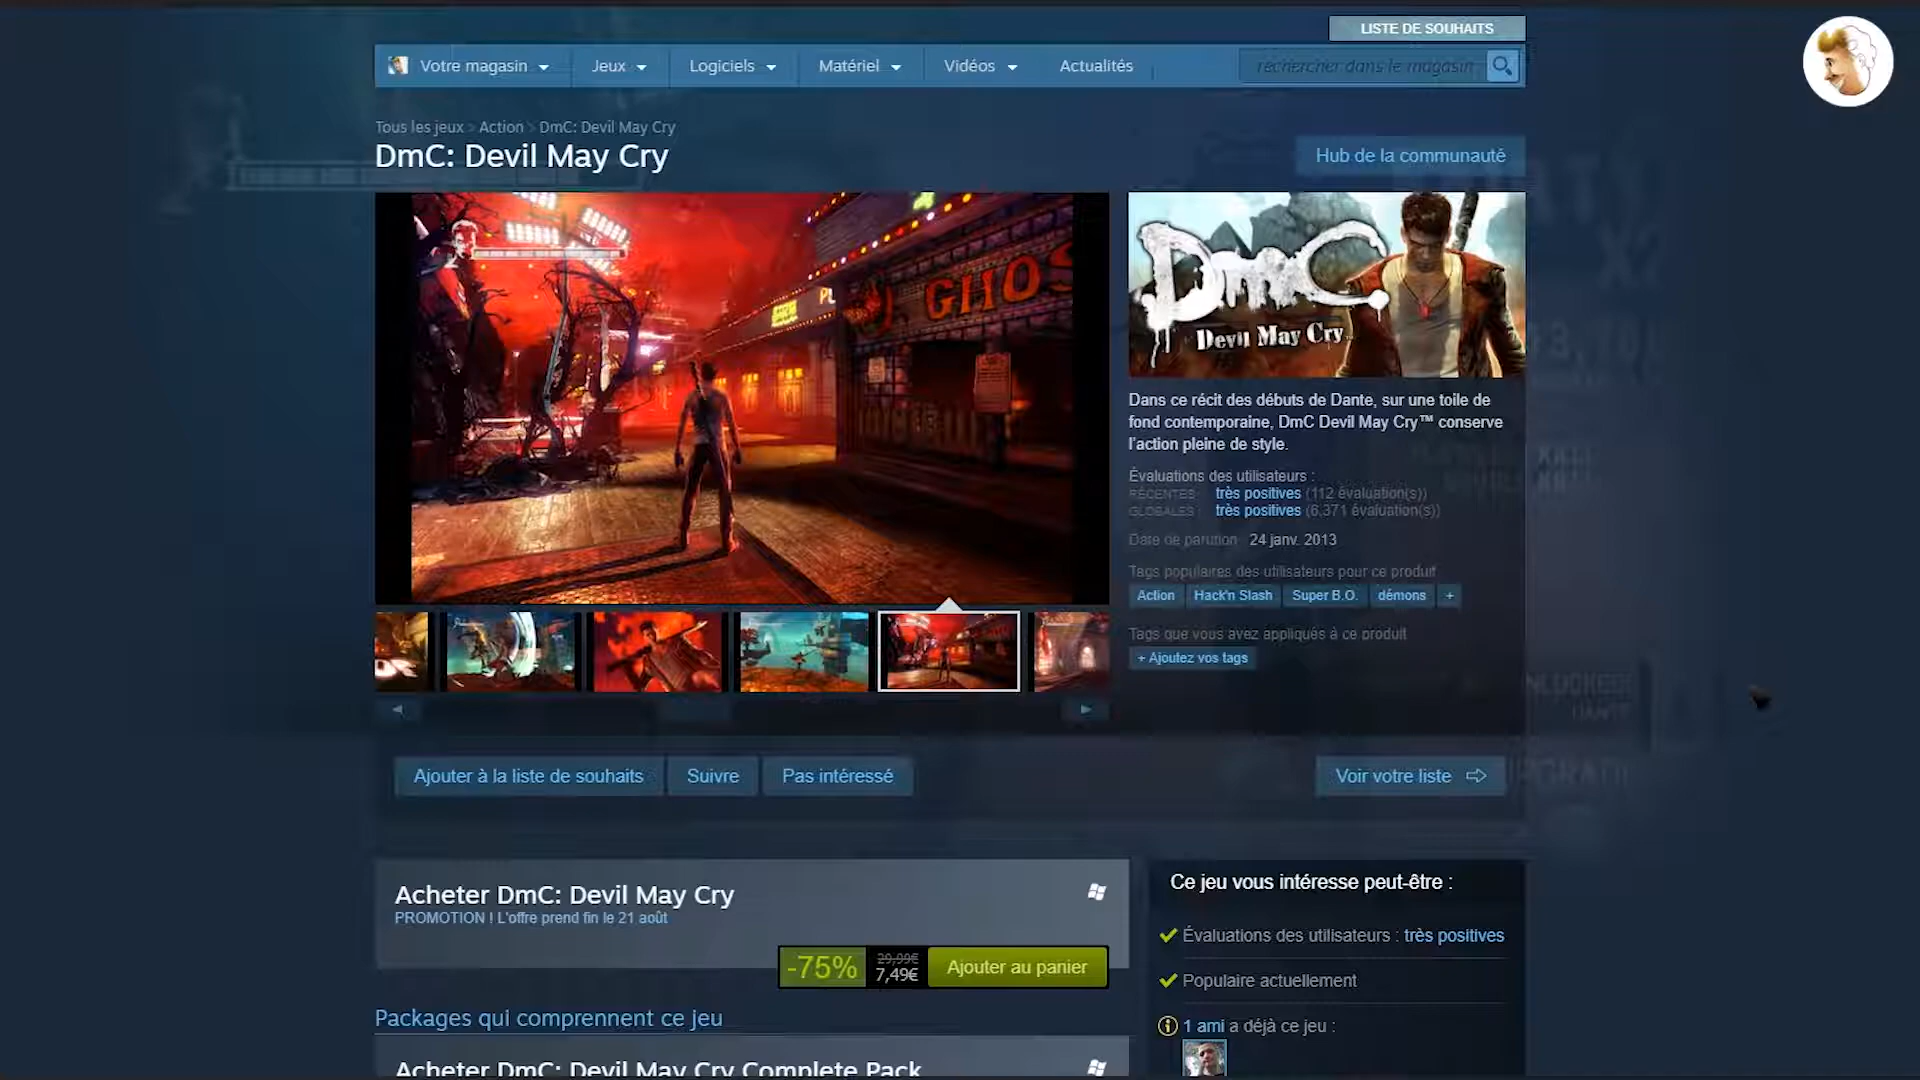 LISTE DE SOUHAITS
Votre magasin
Jeux
Logiciels
Matériel
Vidéos
Actualités
rechercher dans le magasin
Tous les jeux > Action > DmC: Devil May Cry
DmC: Devil May Cry
Hub de la communauté
GHOS
DmC
Devil May Cry
Dans ce récit des débuts de Dante, sur une toile de
fond contemporaine, DmC Devil May Cry™ conserve
l'action pleine de style.
Évaluations des utilisateurs :
RÉCENTES : très positives (112 évaluation(s))
GLOBALES : très positives (6,371 évaluation(s))
Date de parution : 24 janv. 2013
Tags populaires des utilisateurs pour ce produit
Action Hack'n Slash Super B.O. démons +
Tags que vous avez appliqués à ce produit
+ Ajoutez vos tags
Ajouter à la liste de souhaits
Suivre
Pas intéressé
Voir votre liste
Acheter DmC: Devil May Cry
PROMOTION ! L'offre prend fin le 21 août
-75% 29,99€
7,49€
Ajouter au panier
Packages qui comprennent ce jeu
Acheter DmC: Devil May Cry Complete Pack
Ce jeu vous intéresse peut-être :
Évaluations des utilisateurs : très positives
Populaire actuellement
1 ami a déjà ce jeu :